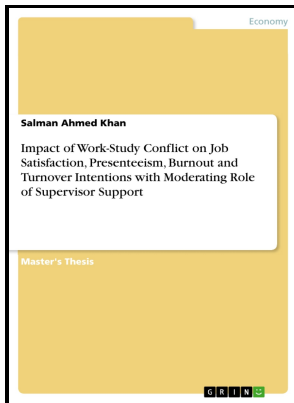 Economy
Salman Ahmed Khan
Impact of Work-Study Conflict on Job
Satisfaction, Presenteeism, Burnout and
Turnover Intentions with Moderating Role
of Supervisor Support
Master's Thesis
GRIN